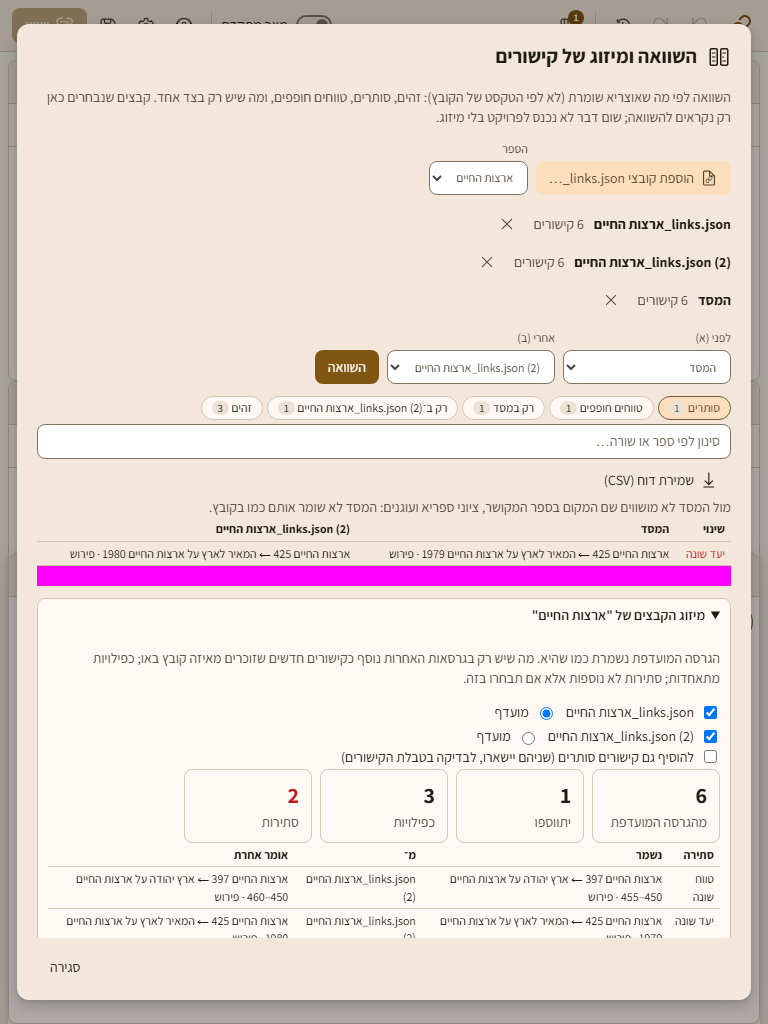 השוואה ומיזוג של קישורים
השוואה לפי מה שאוצריא שומרת (לא לפי הטקסט של הקובץ): זהים, סותרים, טווחים חופפים, ומה שיש רק בצד אחד. קבצים שנבחרים כאן
רק נקראים להשוואה; שום דבר לא נכנס לפרויקט בלי מיזוג.
הספר
הוספת קובצי links.json_...
ארצות החיים
ארצות החיים_links.json 6 קישורים
ארצות החיים_links.json (2) 6 קישורים
המסד 6 קישורים
לפני (א)
אחרי (ב)
המסד
ארצות החיים_links.json (2)
השוואה
סותרים 1
טווחים חופפים 1
רק במסד 1
רק ב־ארצות החיים_links.json (2) 1
זהים 3
סינון לפי ספר או שורה...
שמירת דוח (CSV)
מול המסד לא מושווים שם המקום בספר המקושר, ציוני ספריא ועוגנים: המסד לא שומר אותם כמו בקובץ.
שינוי המסד ארצות החיים_links.json (2)
יעד שונה ארצות החיים 425 ← המאיר לארץ על ארצות החיים 1979 · פירוש ארצות החיים 425 ← המאיר לארץ על ארצות החיים 1980 · פירוש
▼ מיזוג הקבצים של "ארצות החיים"
הגרסה המועדפת נשמרת כמו שהיא. מה שיש רק בגרסאות האחרות נוסף כקישורים חדשים שזוכרים מאיזה קובץ באו; כפילויות
מתאחדות; סתירות לא נוספות אלא אם תבחרו בזה.
ארצות החיים_links.json מועדף
ארצות החיים_links.json (2) מועדף
להוסיף גם קישורים סותרים (שניהם יישארו, לבדיקה בטבלת הקישורים)
6 מהגרסה המועדפת
1 יתווספו
3 כפילויות
2 סתירות
סתירה נשמר מ־ אומר אחרת
טווח שונה ארצות החיים 397 ← ארץ יהודה על ארצות החיים 450–455 · פירוש ארצות החיים_links.json (2) ארצות החיים 397 ← ארץ יהודה על ארצות החיים 450–460 · פירוש
יעד שונה ארצות החיים 425 ← המאיר לארץ על ארצות החיים 1979 · פירוש ארצות החיים_links.json (2) ארצות החיים 425 ← המאיר לארץ על ארצות החיים 1980 · פירוש
סגירה